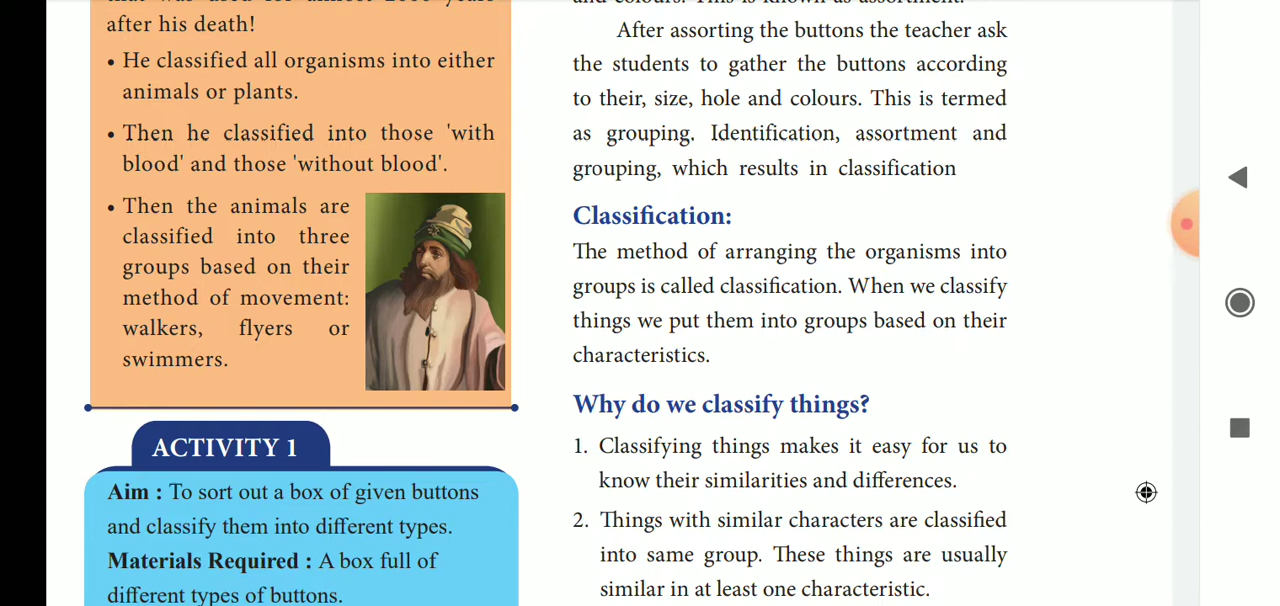 after his death!
• He classified all organisms into either
animals or plants.
• Then he classified into those 'with
blood' and those 'without blood'.
• Then the animals are
classified into three
groups based on their
method of movement:
walkers, flyers or
swimmers.
ACTIVITY 1
Aim : To sort out a box of given buttons
and classify them into different types.
Materials Required : A box full of
different types of buttons.
After assorting the buttons the teacher ask
the students to gather the buttons according
to their, size, hole and colours. This is termed
as grouping. Identification, assortment and
grouping, which results in classification
Classification:
The method of arranging the organisms into
groups is called classification. When we classify
things we put them into groups based on their
characteristics.
Why do we classify things?
1. Classifying things makes it easy for us to
know their similarities and differences.
2. Things with similar characters are classified
into same group. These things are usually
similar in at least one characteristic.